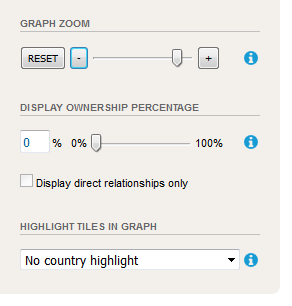 GRAPH ZOOM
RESET - +
DISPLAY OWNERSHIP PERCENTAGE
0 % 0% 100%
Display direct relationships only
HIGHLIGHT TILES IN GRAPH
No country highlight